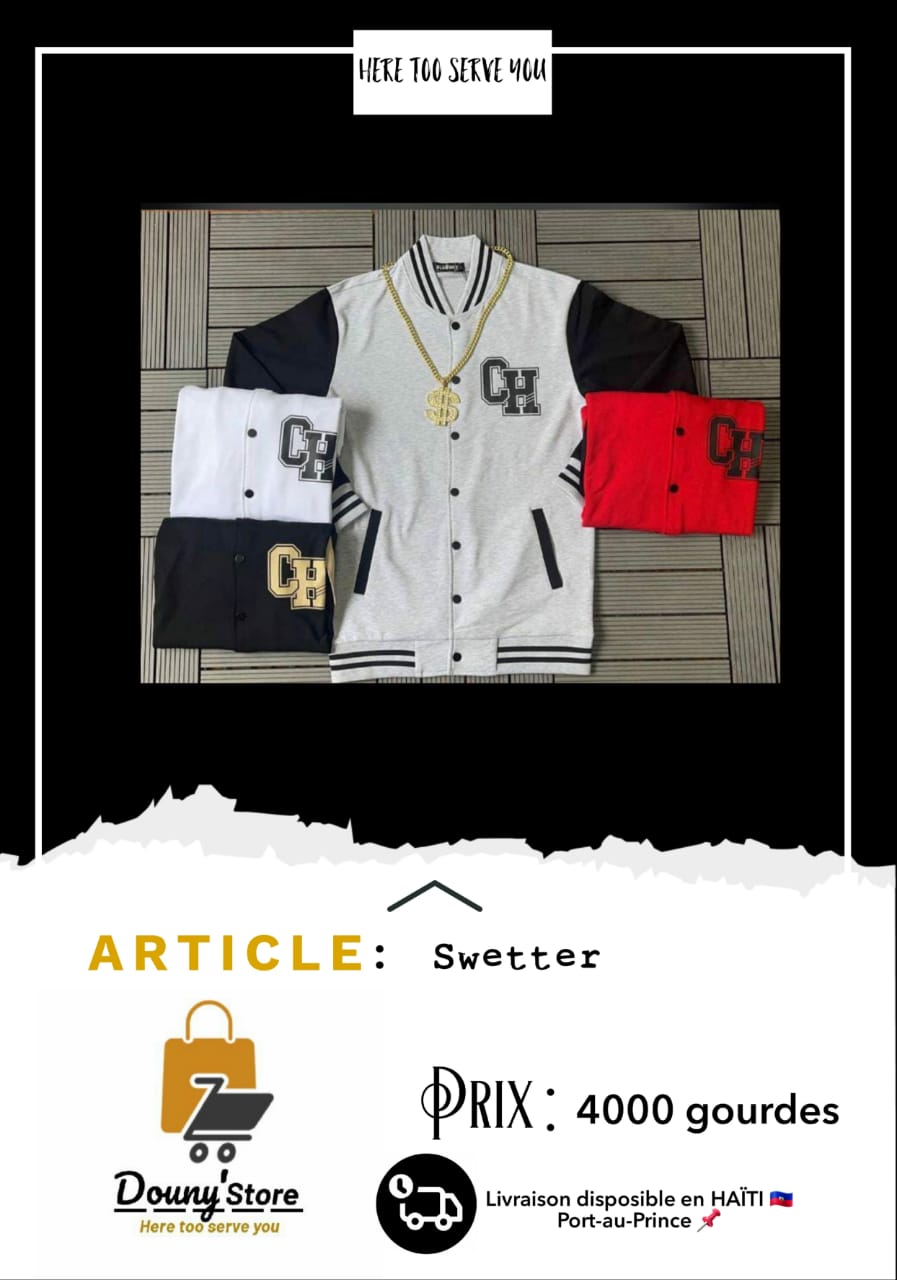 HERE TOO SERVE YOU
CH
CH
CH
CH
$
ARTICLE: Swetter
PRIX: 4000 gourdes
Douny'Store
Here too serve you
Livraison disposible en HAÏTI 🇭🇹
Port-au-Prince 📌